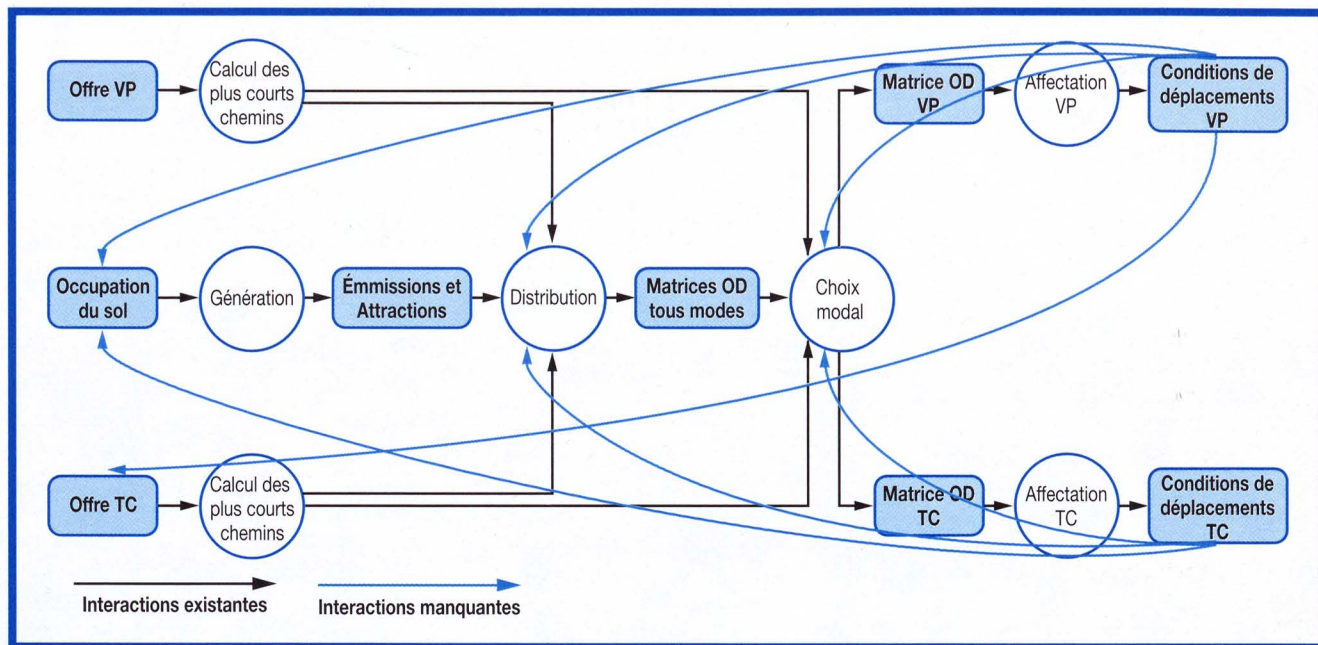 Offre VP
Calcul des
plus courts
chemins
Matrice OD
VP
Affectation
VP
Conditions de
déplacements
VP
Occupation
du sol
Génération
Émmissions et
Attractions
Distribution
Matrices OD
tous modes
Choix
modal
Offre TC
Calcul des
plus courts
chemins
Matrice OD
TC
Affectation
TC
Conditions de
déplacements
TC
Interactions existantes
Interactions manquantes